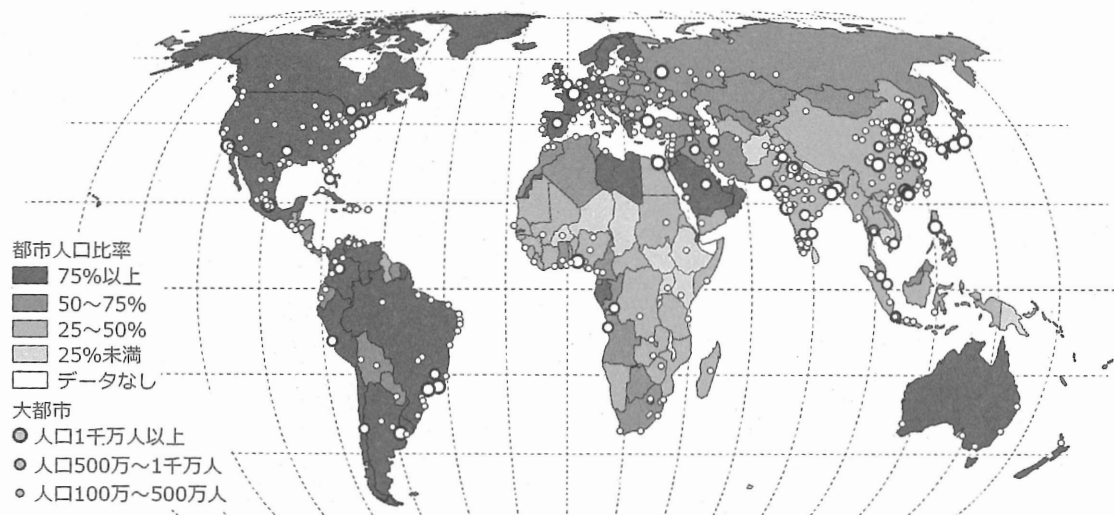 都市人口比率
75%以上
50〜75%
25〜50%
25%未満
データなし
大都市
人口1千万人以上
人口500万〜1千万人
人口100万〜500万人